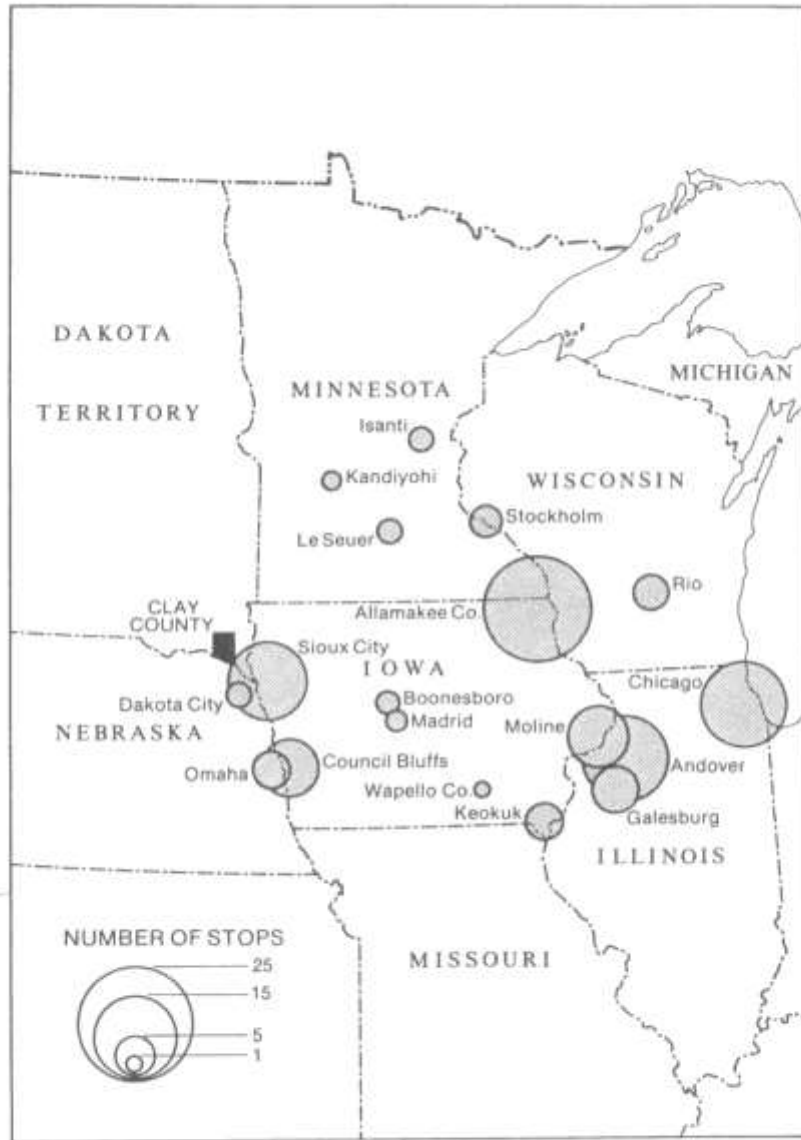 DAKOTA
TERRITORY
MINNESOTA
MICHIGAN
Isanti
Kandiyohi
WISCONSIN
Stockholm
Le Seuer
Rio
Allamakee Co.
CLAY
COUNTY
Sioux City
IOWA
Chicago
Dakota City
Boonesboro
Madrid
Moline
NEBRASKA
Omaha
Council Bluffs
Andover
Wapello Co.
Keokuk
Galesburg
ILLINOIS
NUMBER OF STOPS
25
15
5
1
MISSOURI